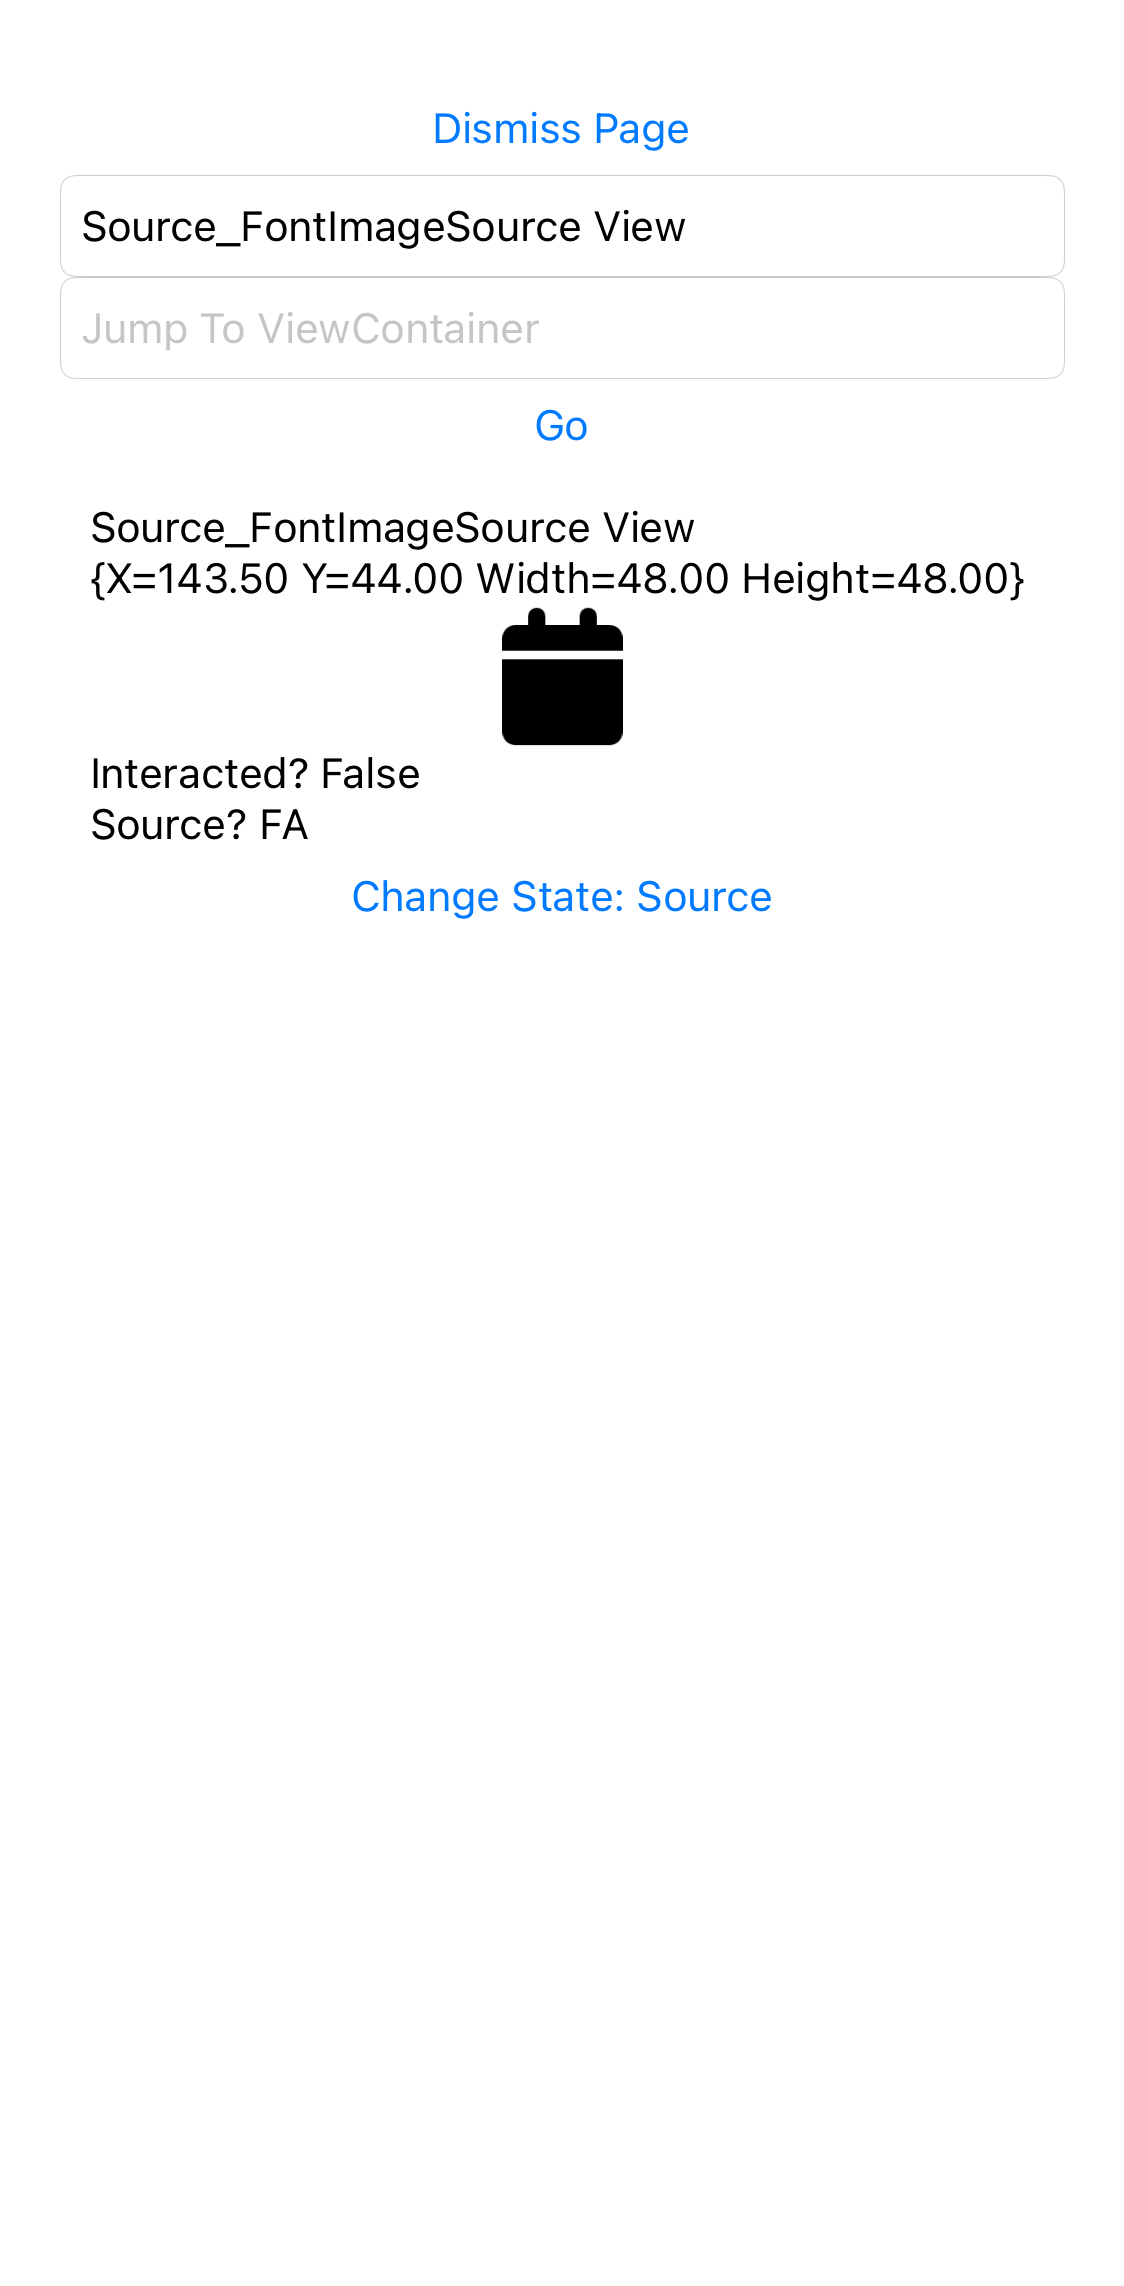 Dismiss Page
Source_FontImageSource View
Jump To ViewContainer
Go
Source_FontImageSource View
{X=143.50 Y=44.00 Width=48.00 Height=48.00}
Interacted? False
Source? FA
Change State: Source